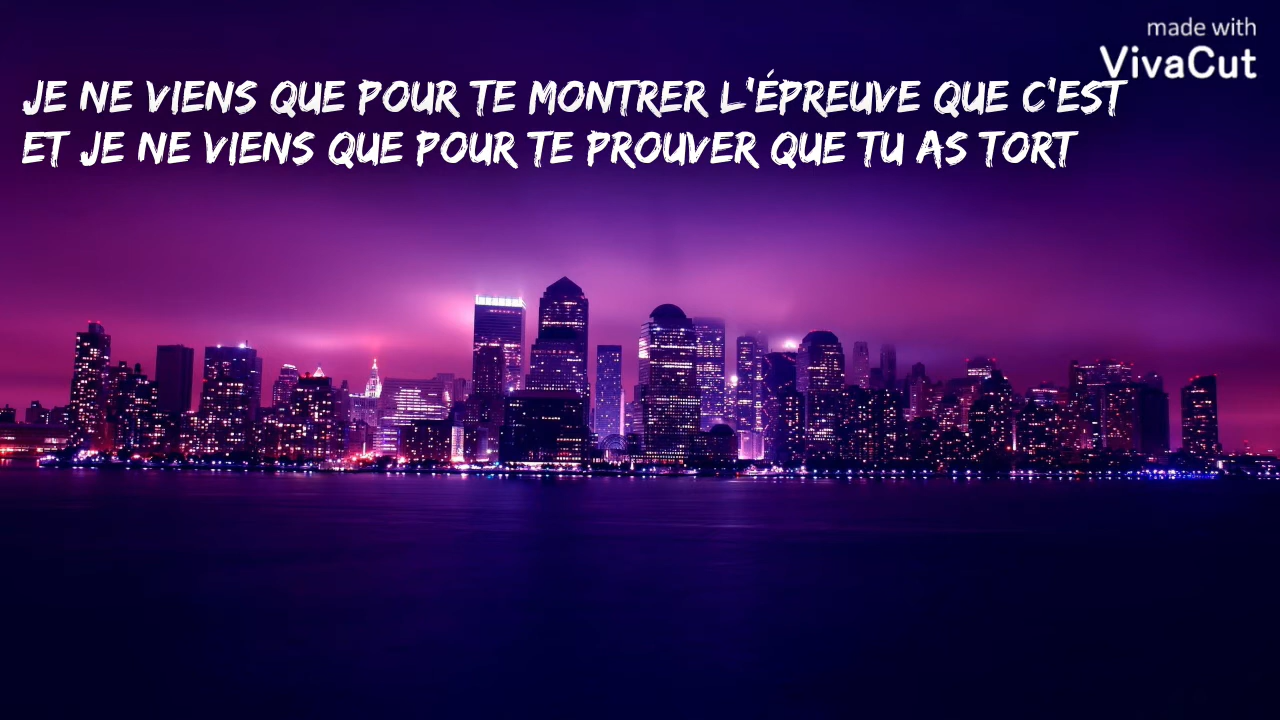 made with
VivaCut
JE NE VIENS QUE POUR TE MONTRER L'ÉPREUVE QUE C'EST
ET JE NE VIENS QUE POUR TE PROUVER QUE TU AS TORT